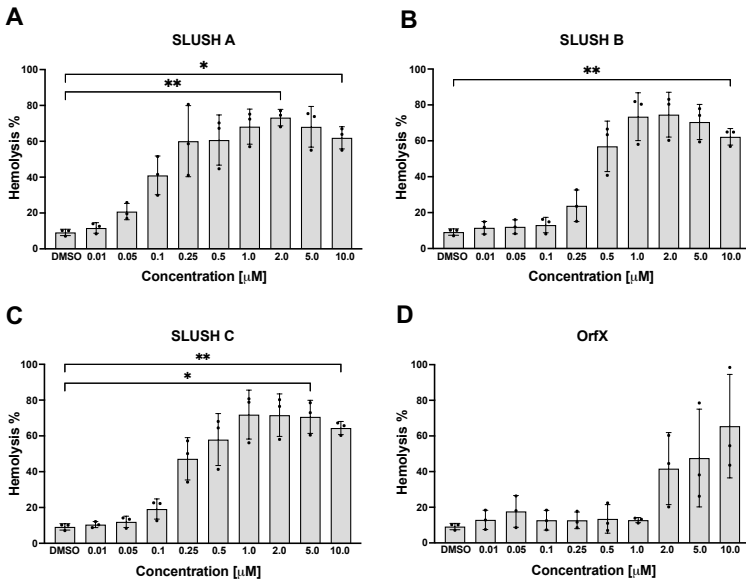 A
SLUSH A
*
**
100
80
60
40
20
0
Hemolysis %
DMSO 0.01 0.05 0.1 0.25 0.5 1.0 2.0 5.0 10.0
Concentration [μM]
B
SLUSH B
**
100
80
60
40
20
0
Hemolysis %
DMSO 0.01 0.05 0.1 0.25 0.5 1.0 2.0 5.0 10.0
Concentration [μM]
C
SLUSH C
**
*
100
80
60
40
20
0
Hemolysis %
DMSO 0.01 0.05 0.1 0.25 0.5 1.0 2.0 5.0 10.0
Concentration [μM]
D
OrfX
100
80
60
40
20
0
Hemolysis %
DMSO 0.01 0.05 0.1 0.25 0.5 1.0 2.0 5.0 10.0
Concentration [μM]